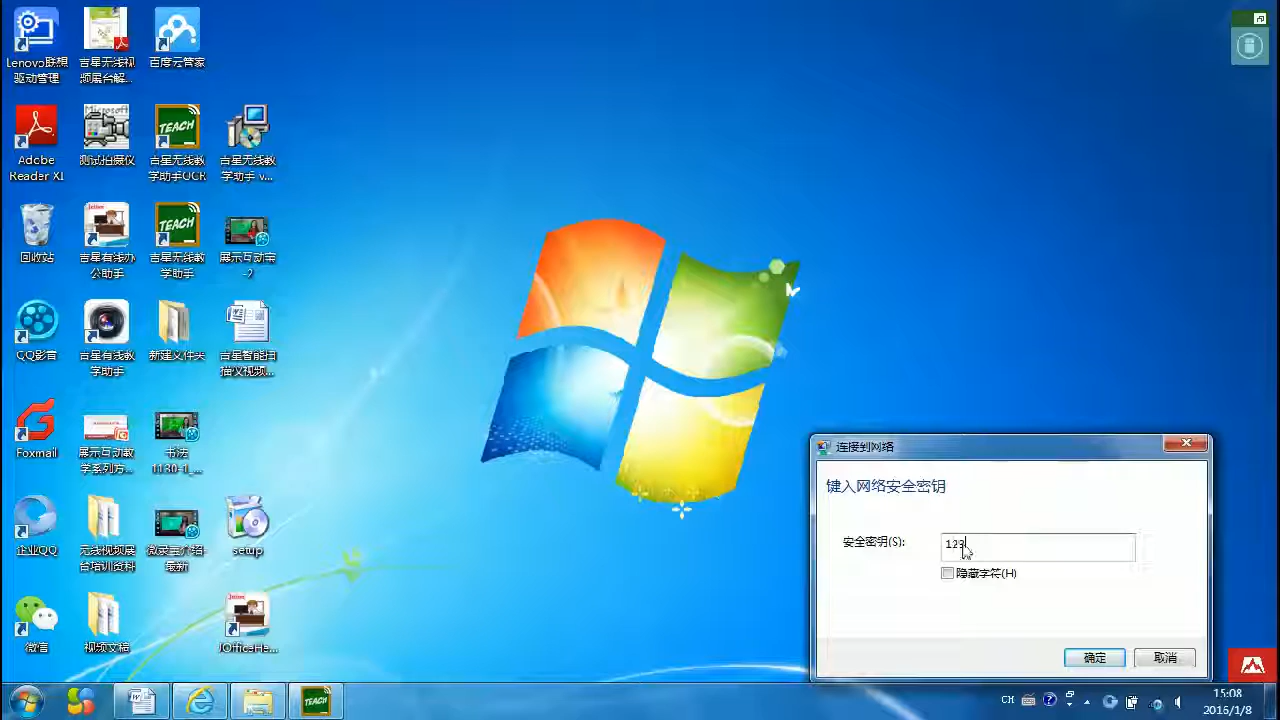 Lenovo联想
驱动管理
吉星无线视
频展台解...
百度云管家
Adobe
Reader XI
Microsoft
测试拍摄仪
TEACH
吉星无线教
学助手OCR
吉星无线教
学助手 v...
回收站
吉星有线办
公助手
TEACH
吉星无线教
学助手
展示互动宝
-2
QQ影音
吉星有线教
学助手
新建文件夹
吉星智能扫
描仪视频...
Foxmail
展示互动教
学系列方...
书法
1130-1_...
企业QQ
无线视频展
台培训资料
微录宝介绍-
最新
setup
微信
视频文稿
JOfficeHe...
连接到网络
键入网络安全密钥
安全密钥(S):
123
隐藏字符(H)
确定
取消
TEACH
CH
15:08
2016/1/8